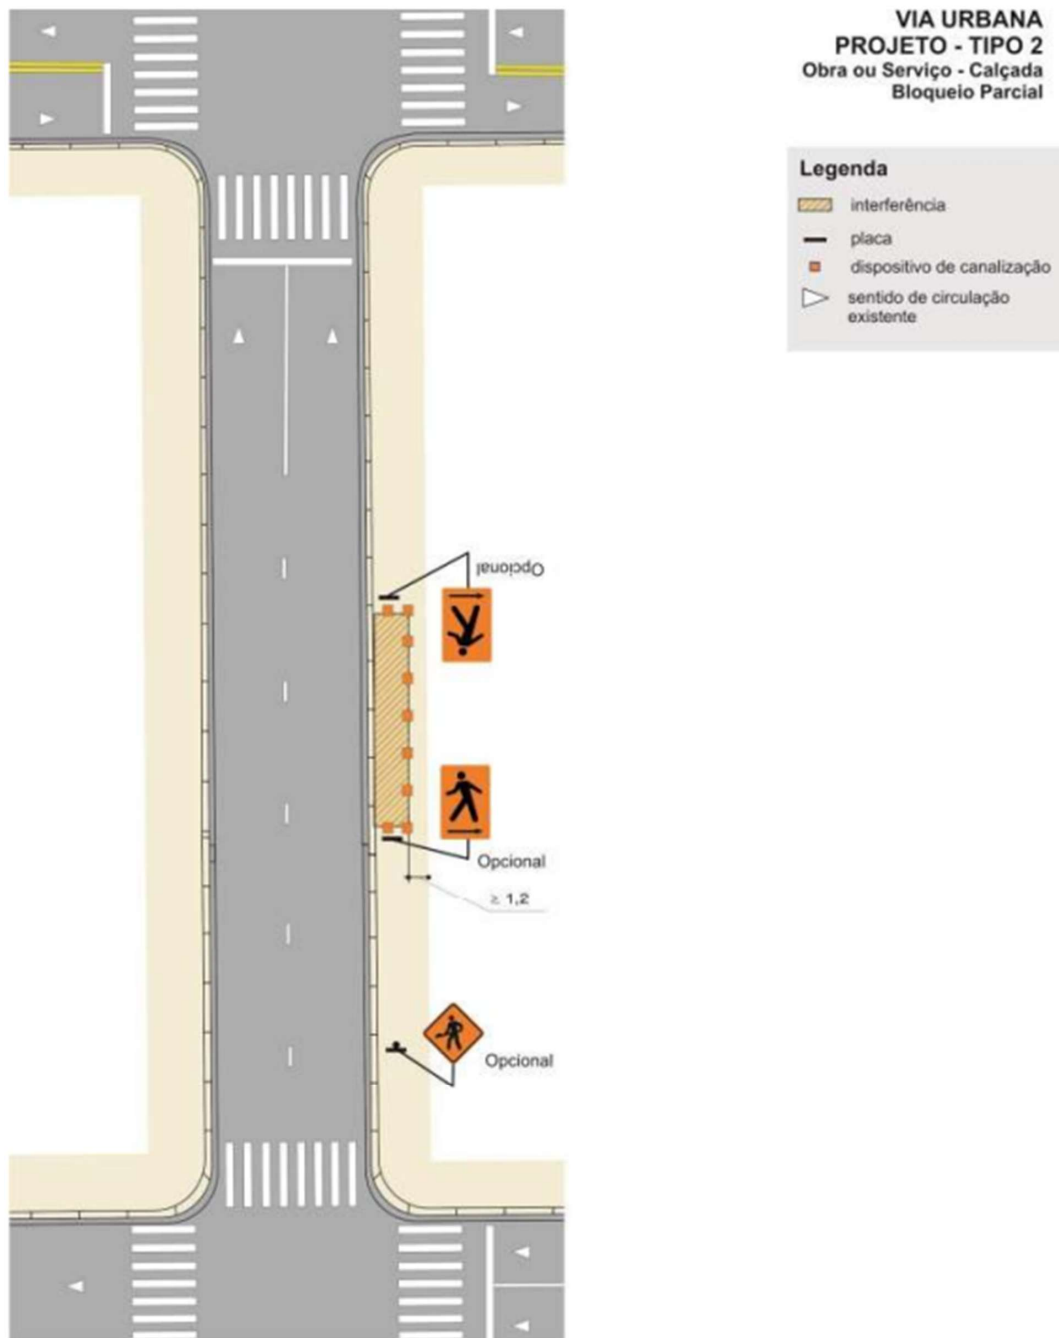 VIA URBANA
PROJETO - TIPO 2
Obra ou Serviço - Calçada
Bloqueio Parcial
Legenda
interferência
placa
dispositivo de canalização
sentido de circulação
existente
Opcional
Opcional
≥ 1,2
Opcional